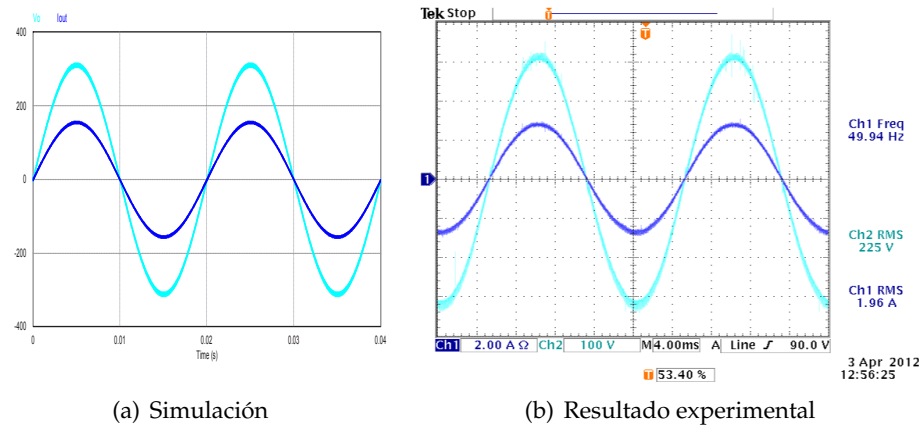 Vo Iout
400
200
0
-200
-400
0 0.01 0.02 0.03 0.04
Time (s)
Tek Stop
T
T
1
Ch1 Freq
49.94 Hz
Ch2 RMS
225 V
Ch1 RMS
1.96 A
Ch1 2.00 A Ω Ch2 100 V M 4.00ms A Line ʃ 90.0 V
T 53.40 %
3 Apr 2012
12:56:25
(a) Simulación
(b) Resultado experimental